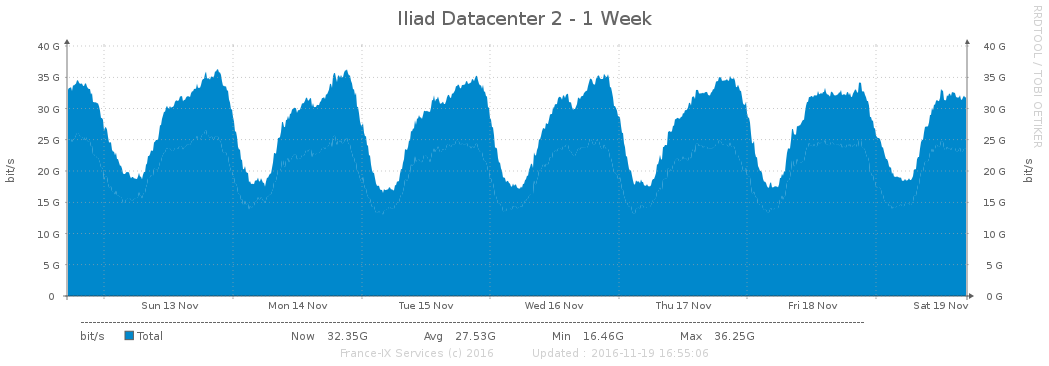 Iliad Datacenter 2 - 1 Week
RRDTOOL / TOBI OETIKER
40 G 40 G
35 G 35 G
30 G 30 G
25 G 25 G
20 G 20 G
15 G 15 G
10 G 10 G
5 G 5 G
0 0 G
bit/s
bit/s
Sun 13 Nov Mon 14 Nov Tue 15 Nov Wed 16 Nov Thu 17 Nov Fri 18 Nov Sat 19 Nov
bit/s Total Now 32.35G Avg 27.53G Min 16.46G Max 36.25G
France-IX Services (c) 2016 Updated : 2016-11-19 16:55:06